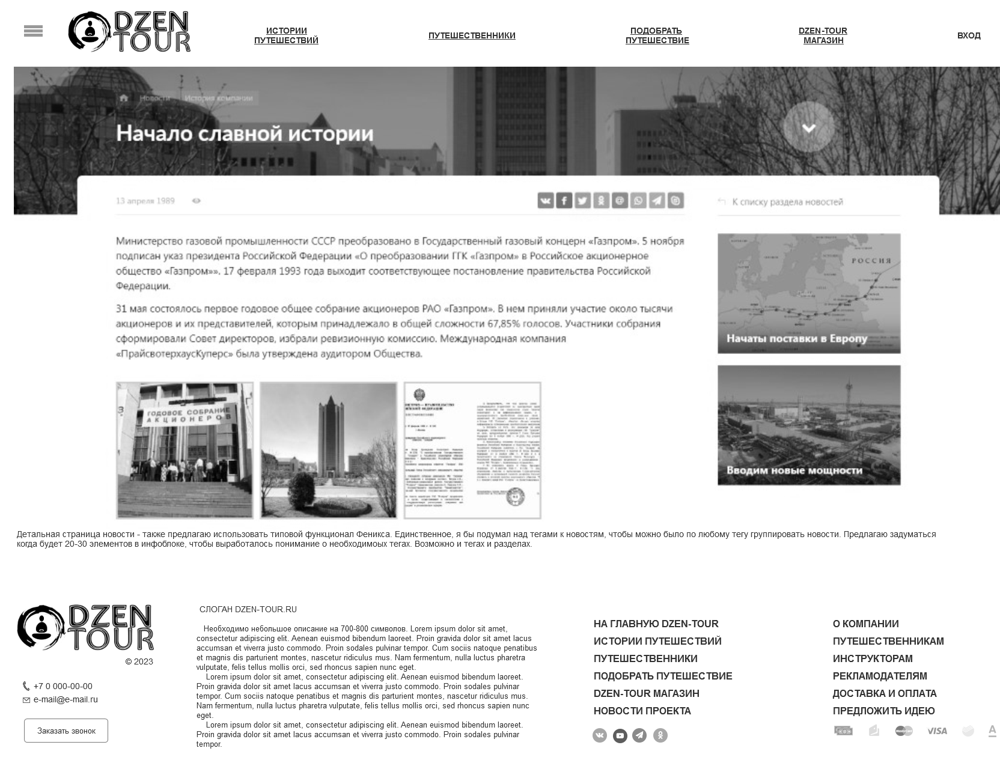 DZEN TOUR
ИСТОРИИ ПУТЕШЕСТВИЙ
ПУТЕШЕСТВЕННИКИ
ПОДОБРАТЬ ПУТЕШЕСТВИЕ
DZEN-TOUR МАГАЗИН
ВХОД
Новости
История компании
Начало славной истории
13 апреля 1989
К списку раздела новостей
Министерство газовой промышленности СССР преобразовано в Государственный газовый концерн «Газпром». 5 ноября
подписан указ президента Российской Федерации «О преобразовании ГГК «Газпром» в Российское акционерное
общество «Газпром»». 17 февраля 1993 года выходит соответствующее постановление правительства Российской
Федерации.
31 мая состоялось первое годовое общее собрание акционеров РАО «Газпром». В нем приняли участие около тысячи
акционеров и их представителей, которым принадлежало в общей сложности 67,85% голосов. Участники собрания
сформировали Совет директоров, избрали ревизионную комиссию. Международная компания
«ПрайсвотерхаусКуперс» была утверждена аудитором Общества.
РОССИЯ
Начаты поставки в Европу
Вводим новые мощности
ГОДОВОЕ СОБРАНИЕ
АКЦИОНЕРОВ
Детальная страница новости - также предлагаю использовать типовой функционал Феникса. Единственное, я бы подумал над тегами к новостям, чтобы можно было по любому тегу группировать новости. Предлагаю задуматься
когда будет 20-30 элементов в инфоблоке, чтобы выработалось понимание о необходимоых тегах. Возможно и тегах и разделах.
DZEN TOUR
© 2023
+7 0 000-00-00
e-mail@e-mail.ru
Заказать звонок
СЛОГАН DZEN-TOUR.RU
Необходимо небольшое описание на 700-800 символов. Lorem ipsum dolor sit amet,
consectetur adipiscing elit. Aenean euismod bibendum laoreet. Proin gravida dolor sit amet lacus
accumsan et viverra justo commodo. Proin sodales pulvinar tempor. Cum sociis natoque penatibus
et magnis dis parturient montes, nascetur ridiculus mus. Nam fermentum, nulla luctus pharetra
vulputate, felis tellus mollis orci, sed rhoncus sapien nunc eget.
Lorem ipsum dolor sit amet, consectetur adipiscing elit. Aenean euismod bibendum laoreet.
Proin gravida dolor sit amet lacus accumsan et viverra justo commodo. Proin sodales pulvinar
tempor. Cum sociis natoque penatibus et magnis dis parturient montes, nascetur ridiculus mus.
Nam fermentum, nulla luctus pharetra vulputate, felis tellus mollis orci, sed rhoncus sapien nunc
eget.
Lorem ipsum dolor sit amet, consectetur adipiscing elit. Aenean euismod bibendum laoreet.
Proin gravida dolor sit amet lacus accumsan et viverra justo commodo. Proin sodales pulvinar
tempor.
НА ГЛАВНУЮ DZEN-TOUR
ИСТОРИИ ПУТЕШЕСТВИЙ
ПУТЕШЕСТВЕННИКИ
ПОДОБРАТЬ ПУТЕШЕСТВИЕ
DZEN-TOUR МАГАЗИН
НОВОСТИ ПРОЕКТА
О КОМПАНИИ
ПУТЕШЕСТВЕННИКАМ
ИНСТРУКТОРАМ
РЕКЛАМОДАТЕЛЯМ
ДОСТАВКА И ОПЛАТА
ПРЕДЛОЖИТЬ ИДЕЮ
MasterCard
VISA